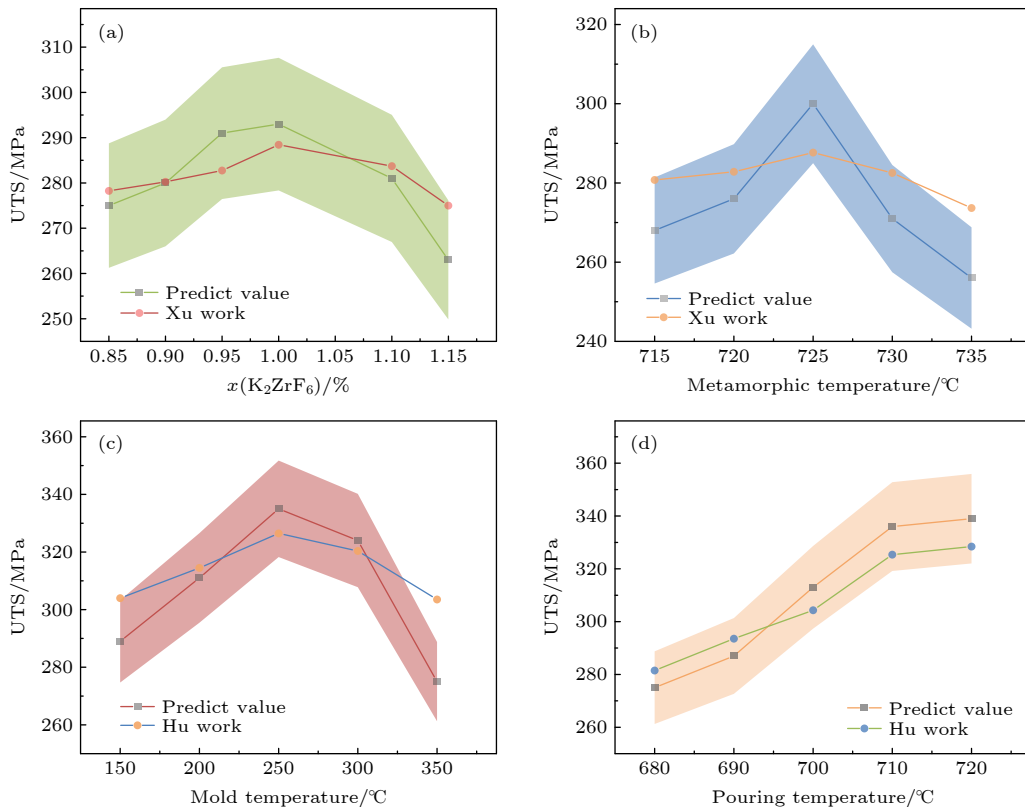 (a)
310
300
290
280
270
260
250
UTS/MPa
Predict value
Xu work
0.85 0.90 0.95 1.00 1.05 1.10 1.15
x(K₂ZrF₆)/%
(b)
320
300
280
260
240
UTS/MPa
Predict value
Xu work
715 720 725 730 735
Metamorphic temperature/℃
(c)
360
340
320
300
280
260
UTS/MPa
Predict value
Hu work
150 200 250 300 350
Mold temperature/℃
(d)
360
340
320
300
280
260
UTS/MPa
Predict value
Hu work
680 690 700 710 720
Pouring temperature/℃